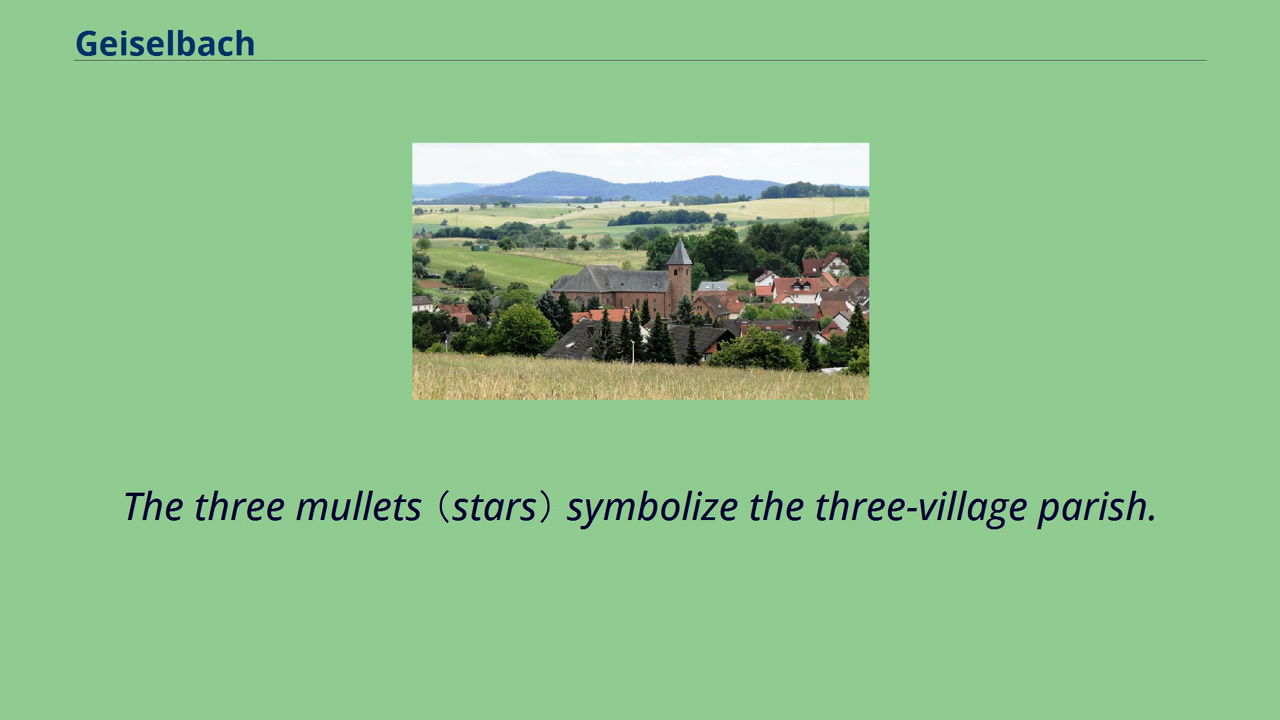 Geiselbach
The three mullets（stars）symbolize the three-village parish.